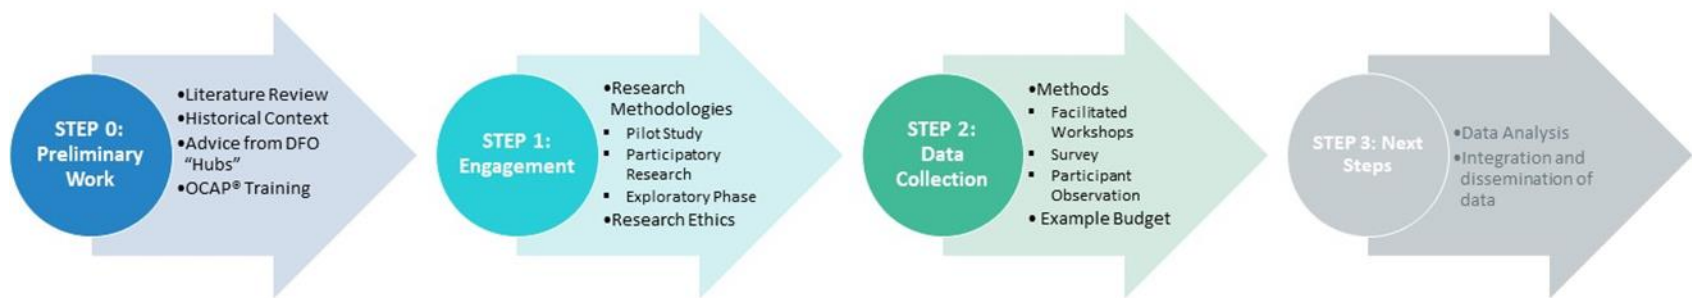 STEP 0:
Preliminary
Work
•Literature Review
•Historical Context
•Advice from DFO
"Hubs"
•OCAP® Training
STEP 1:
Engagement
•Research
Methodologies
▪ Pilot Study
▪ Participatory
Research
▪ Exploratory Phase
•Research Ethics
STEP 2:
Data
Collection
•Methods
▪ Facilitated
Workshops
▪ Survey
▪ Participant
Observation
• Example Budget
STEP 3: Next
Steps
•Data Analysis
•Integration and
dissemination of
data